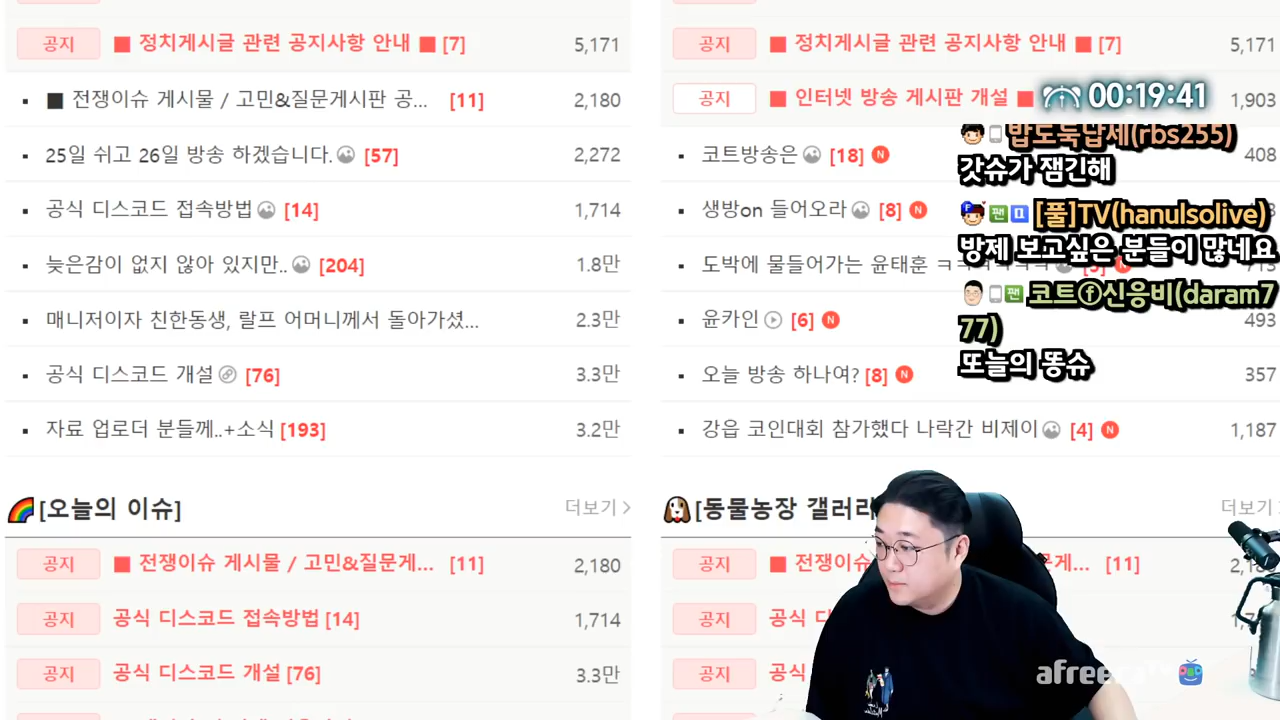 공지 ■ 정치게시글 관련 공지사항 안내 ■ [7] 5,171
■ 전쟁이슈 게시물 / 고민&질문게시판 공... [11] 2,180
25일 쉬고 26일 방송 하겠습니다. [57] 2,272
공식 디스코드 접속방법 [14] 1,714
늦은감이 없지 않아 있지만.. [204] 1.8만
매니저이자 친한동생, 랄프 어머니께서 돌아가셨... 2.3만
공식 디스코드 개설 [76] 3.3만
자료 업로더 분들께..+소식 [193] 3.2만
[오늘의 이슈] 더보기 >
공지 ■ 전쟁이슈 게시물 / 고민&질문게... [11] 2,180
공지 공식 디스코드 접속방법 [14] 1,714
공지 공식 디스코드 개설 [76] 3.3만
공지 ■ 정치게시글 관련 공지사항 안내 ■ [7] 5,171
공지 ■ 인터넷 방송 게시판 개설 ■ 1,903
코트방송은 [18] N 408
생방on 들어오라 [8] N
도박에 물들어가는 윤태훈
윤카인 [6] N 493
오늘 방송 하나여? [8] N 357
강읍 코인대회 참가했다 나락간 비제이 [4] N 1,187
[동물농장 갤러리 더보기
공지 ■ 전쟁이슈 게... [11]
공지 공식
공지 공식
00:19:41
밥도둑납세(rbs255)
갓슈가 잼긴해
팬 [풀]TV(hanulsolive)
방제 보고싶은 분들이 많네요
팬 코트ⓕ신응비(daram7
77)
또늘의 똥슈
afreecaTV